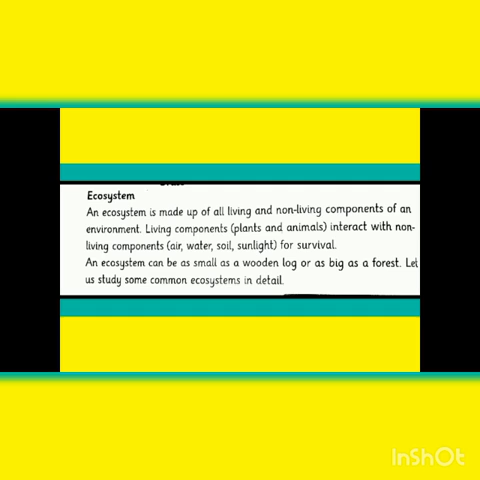 Ecosystem
An ecosystem is made up of all living and non-living components of an
environment. Living components (plants and animals) interact with non-
living components (air, water, soil, sunlight) for survival.
An ecosystem can be as small as a wooden log or as big as a forest. Let
us study some common ecosystems in detail.
InShOt